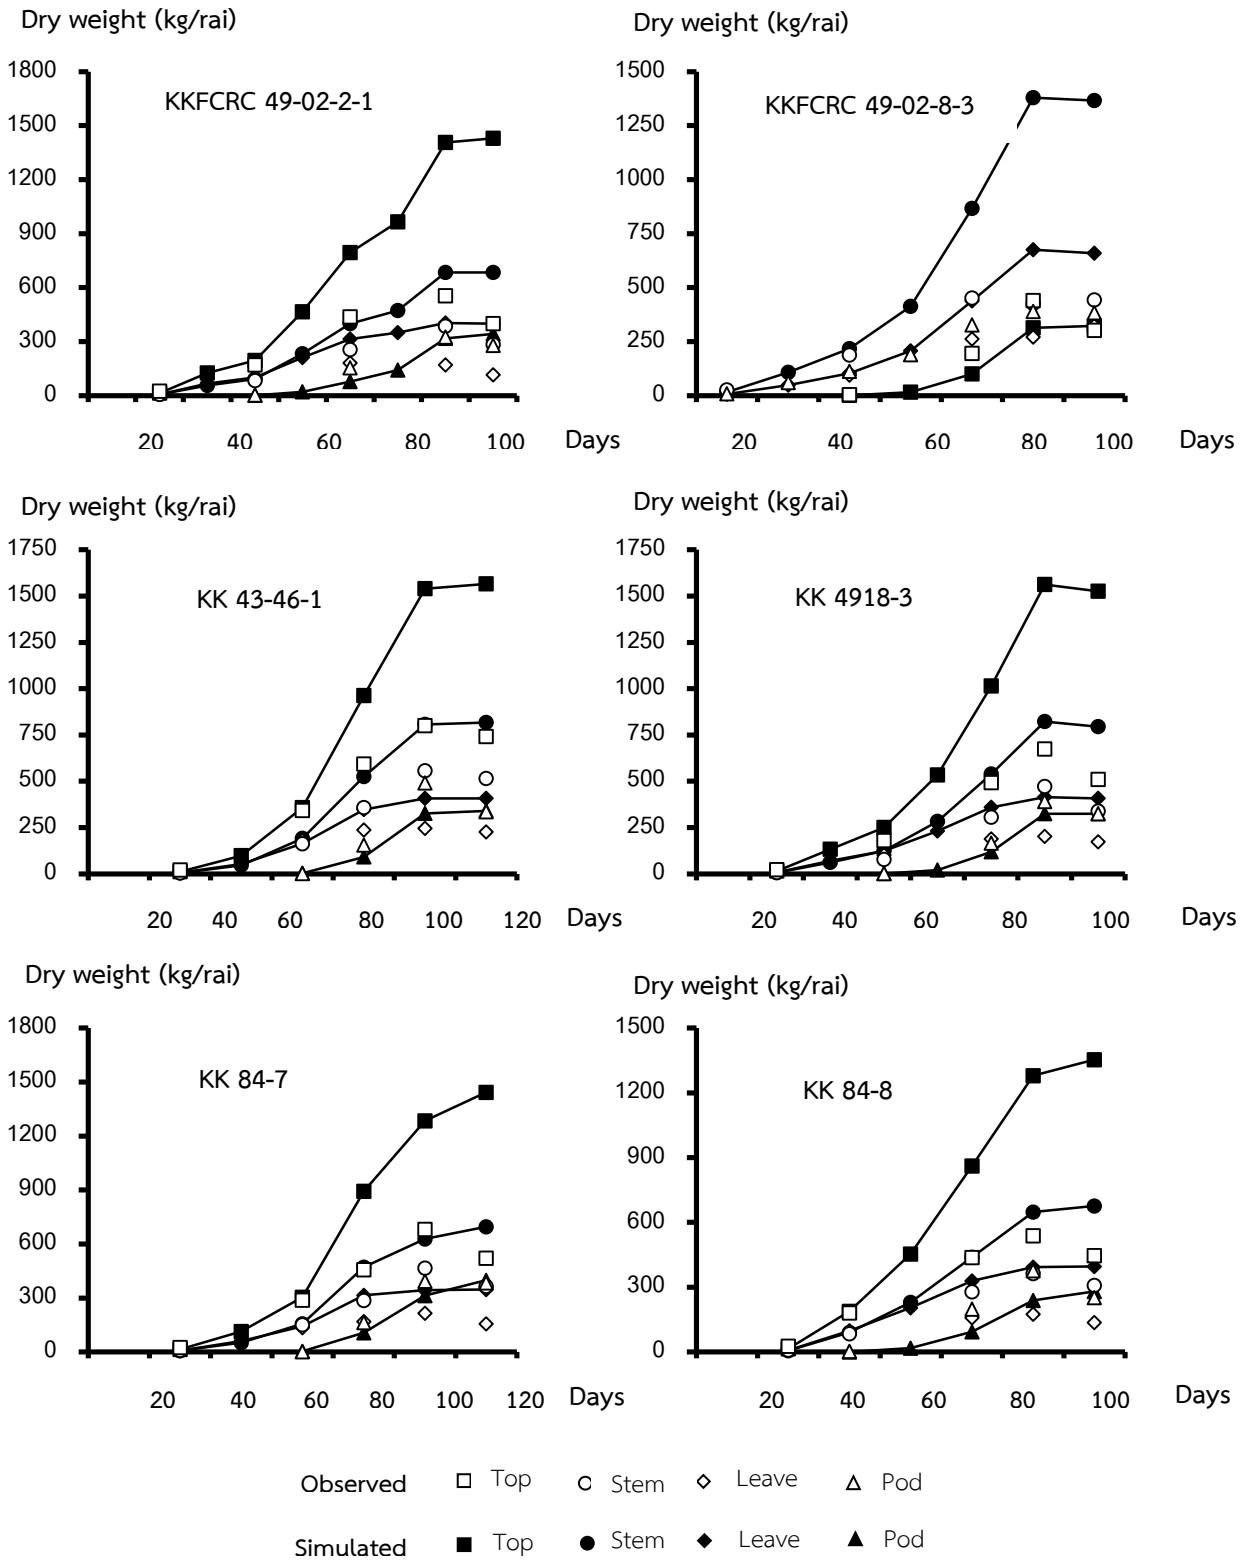 Dry weight (kg/rai)
KKFCRC 49-02-2-1
1800
1500
1200
900
600
300
0
20 40 60 80 100 Days
Dry weight (kg/rai)
KKFCRC 49-02-8-3
1500
1250
1000
750
500
250
0
20 40 60 80 100 Days
Dry weight (kg/rai)
KK 43-46-1
1750
1500
1250
1000
750
500
250
0
20 40 60 80 100 120 Days
Dry weight (kg/rai)
KK 4918-3
1750
1500
1250
1000
750
500
250
0
20 40 60 80 100 Days
Dry weight (kg/rai)
KK 84-7
1800
1500
1200
900
600
300
0
20 40 60 80 100 120 Days
Dry weight (kg/rai)
KK 84-8
1500
1200
900
600
300
0
20 40 60 80 100 Days
Observed Top Stem Leave Pod
Simulated Top Stem Leave Pod